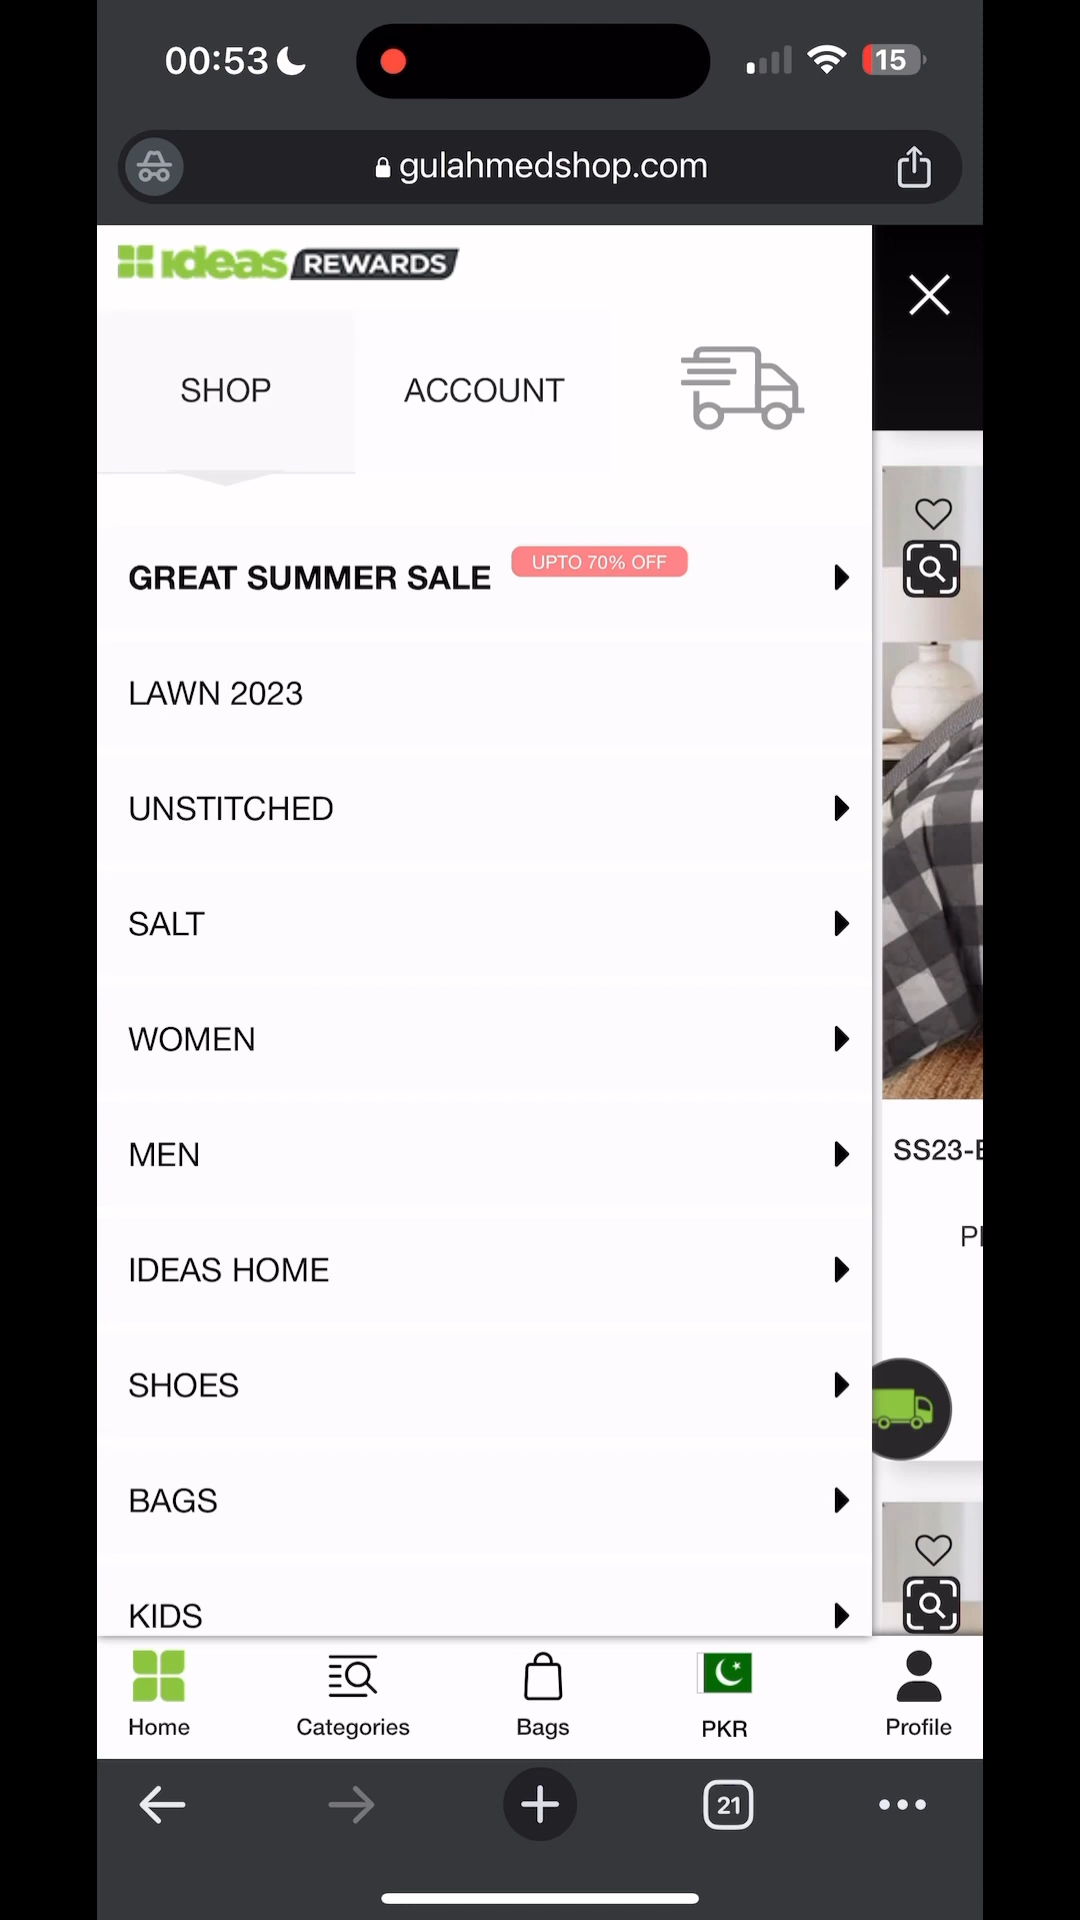 00:53
15
gulahmedshop.com
ideas REWARDS
SHOP
ACCOUNT
GREAT SUMMER SALE
UPTO 70% OFF
LAWN 2023
UNSTITCHED
SALT
WOMEN
MEN
SS23-
IDEAS HOME
SHOES
BAGS
KIDS
Home
Categories
Bags
PKR
Profile
21